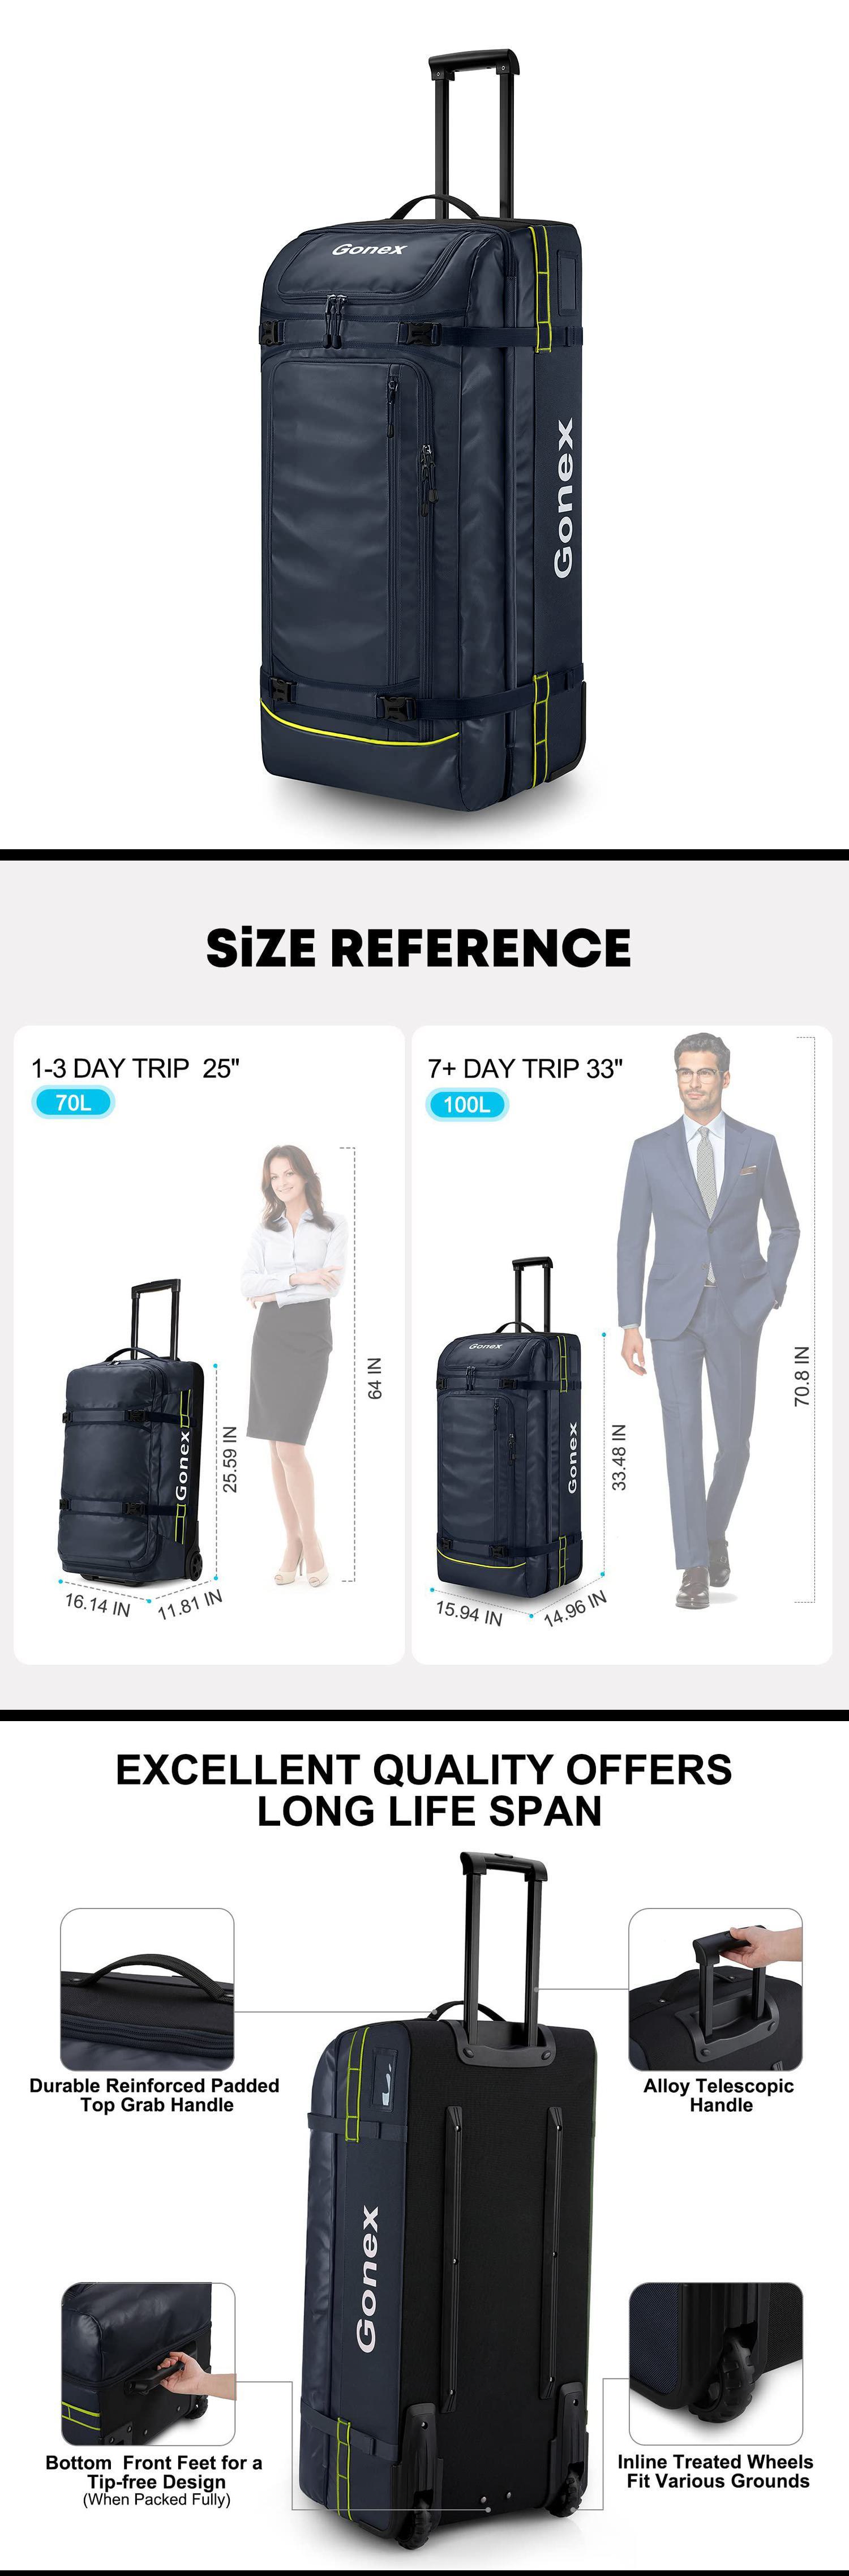 Gonex
Gonex
SiZE REFERENCE
1-3 DAY TRIP 25"
70L
64 IN
25.59 IN
Gonex
16.14 IN
11.81 IN
7+ DAY TRIP 33"
100L
70.8 IN
Gonex
33.48 IN
Gonex
15.94 IN
14.96 IN
EXCELLENT QUALITY OFFERS
LONG LIFE SPAN
Durable Reinforced Padded
Top Grab Handle
Alloy Telescopic
Handle
Gonex
Bottom Front Feet for a
Tip-free Design
(When Packed Fully)
Inline Treated Wheels
Fit Various Grounds